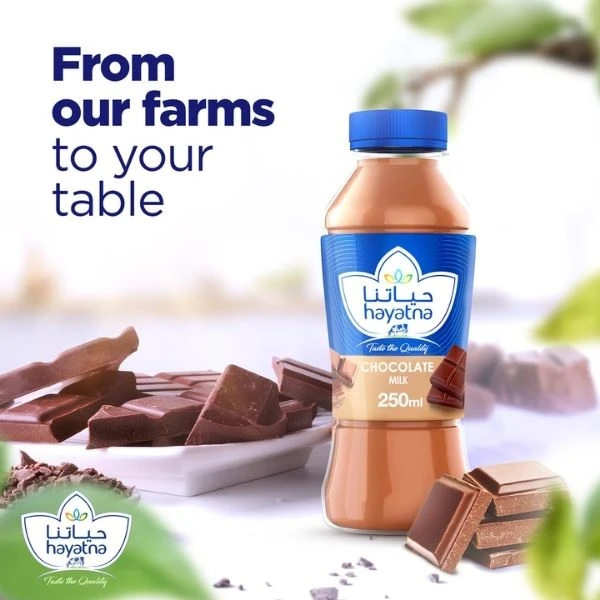 From
our farms
to your
table
حياتنا
hayatna
Taste the Quality
CHOCOLATE
MILK
250ml
حياتنا
hayatna
Taste the Quality